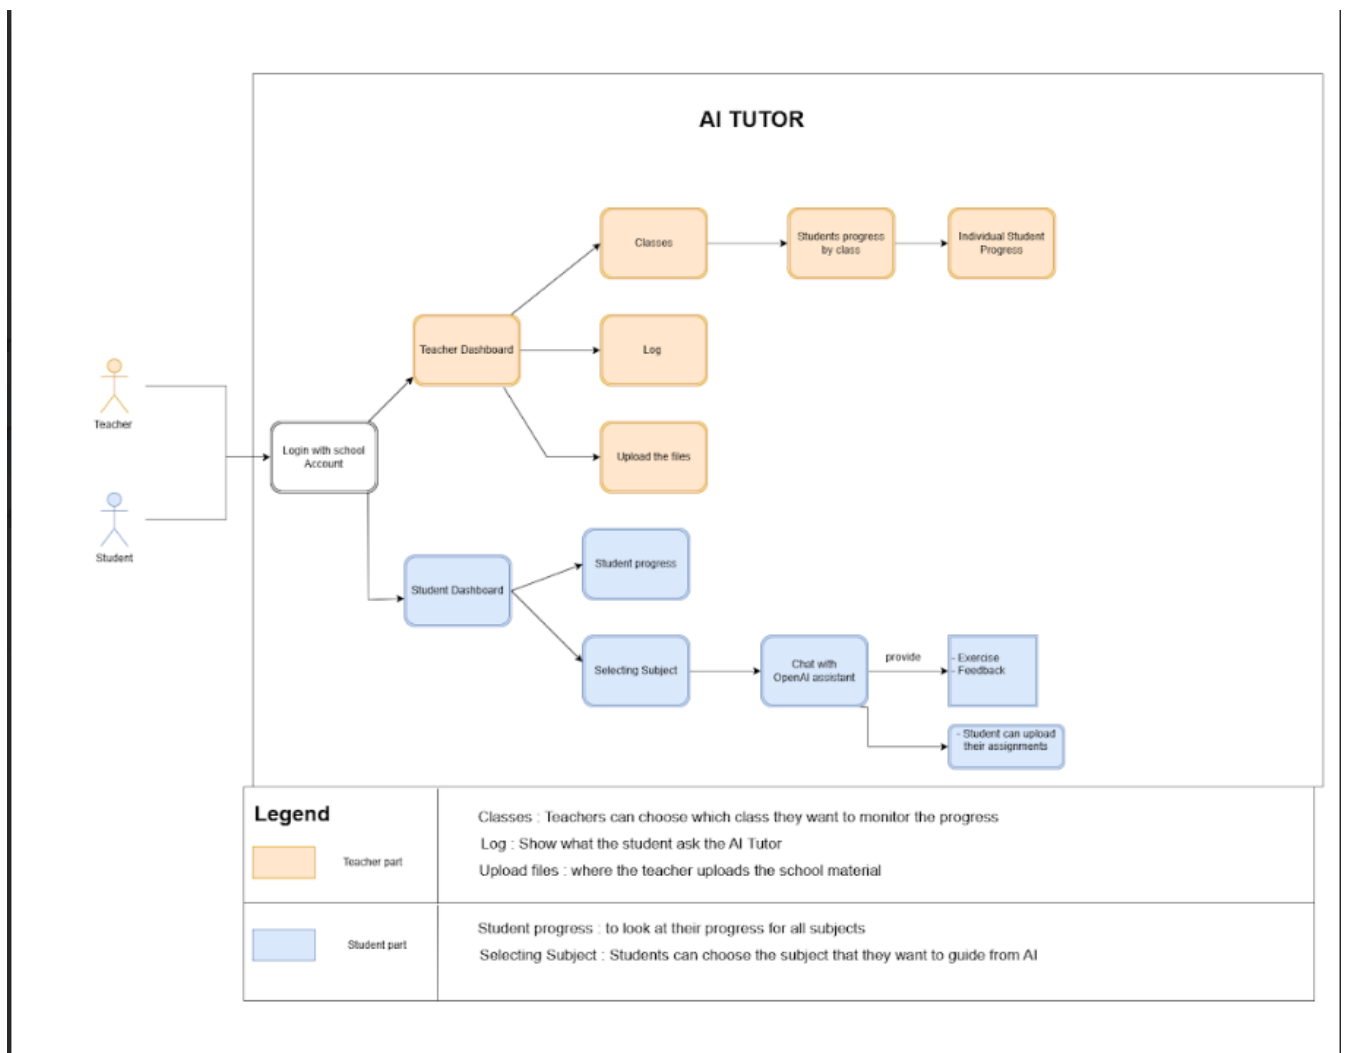 AI TUTOR
Classes
Students progress
by class
Individual Student
Progress
Teacher Dashboard
Log
Teacher
Login with school
Account
Upload the files
Student
Student progress
Student Dashboard
Selecting Subject
Chat with
OpenAI assistant
provide
- Exercise
- Feedback
- Student can upload
their assignments
Legend
Teacher part
Classes : Teachers can choose which class they want to monitor the progress
Log : Show what the student ask the AI Tutor
Upload files : where the teacher uploads the school material
Student part
Student progress : to look at their progress for all subjects
Selecting Subject : Students can choose the subject that they want to guide from AI